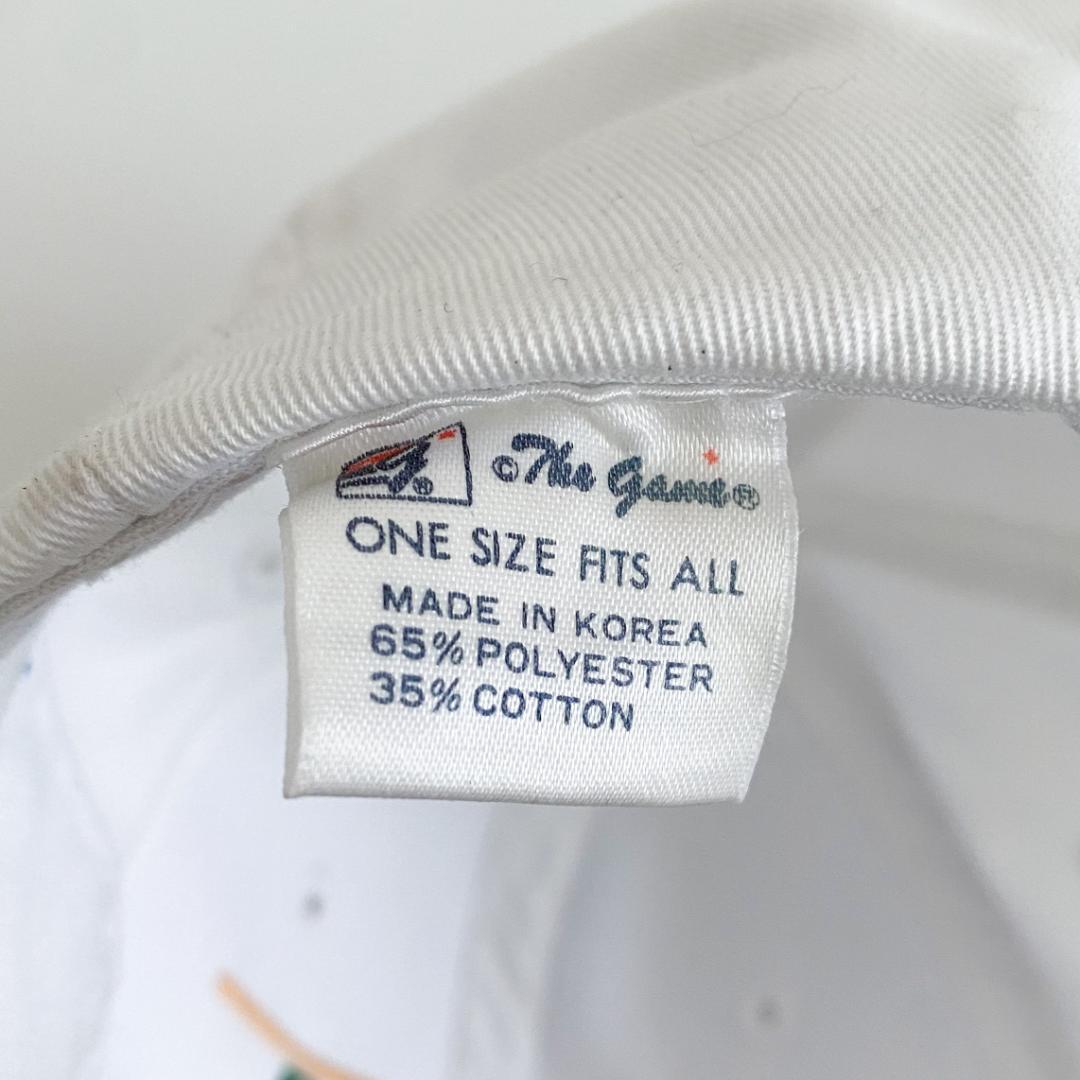 ©The Game®
ONE SIZE FITS ALL
MADE IN KOREA
65% POLYESTER
35% COTTON